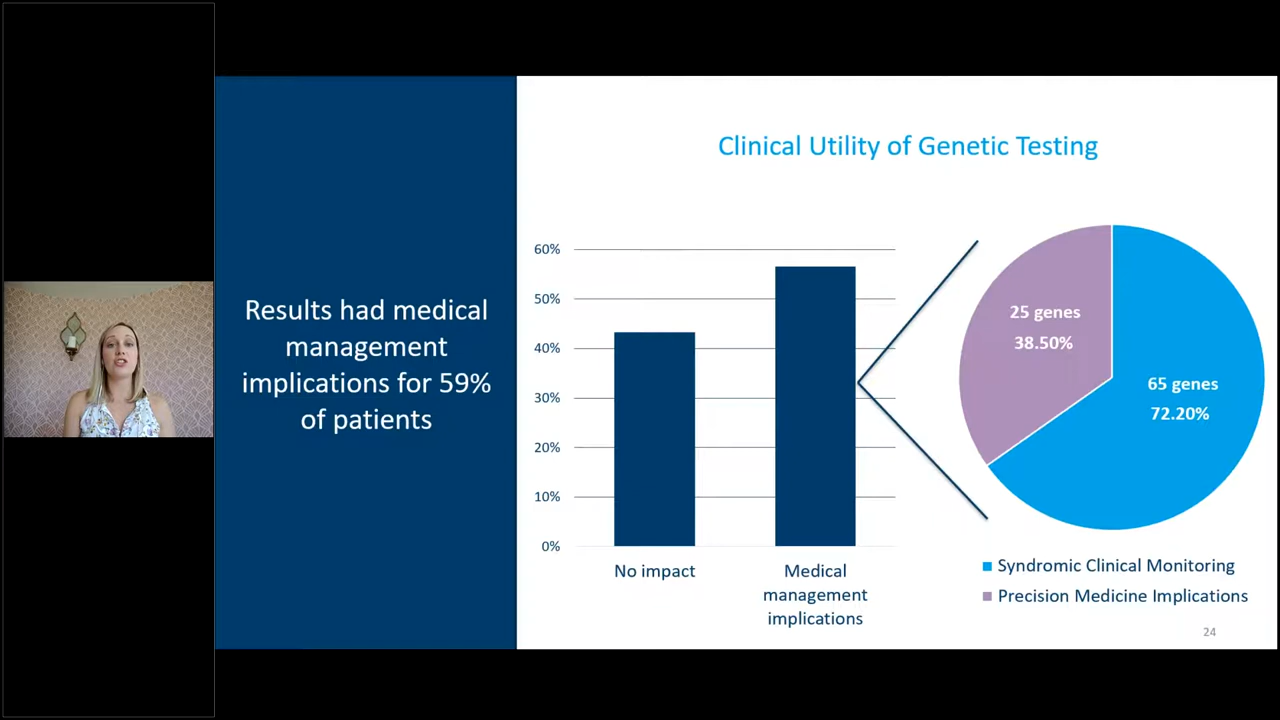 Clinical Utility of Genetic Testing
Results had medical
management
implications for 59%
of patients
60%
50%
40%
30%
20%
10%
0%
No impact
Medical
management
implications
25 genes
38.50%
65 genes
72.20%
Syndromic Clinical Monitoring
Precision Medicine Implications
24